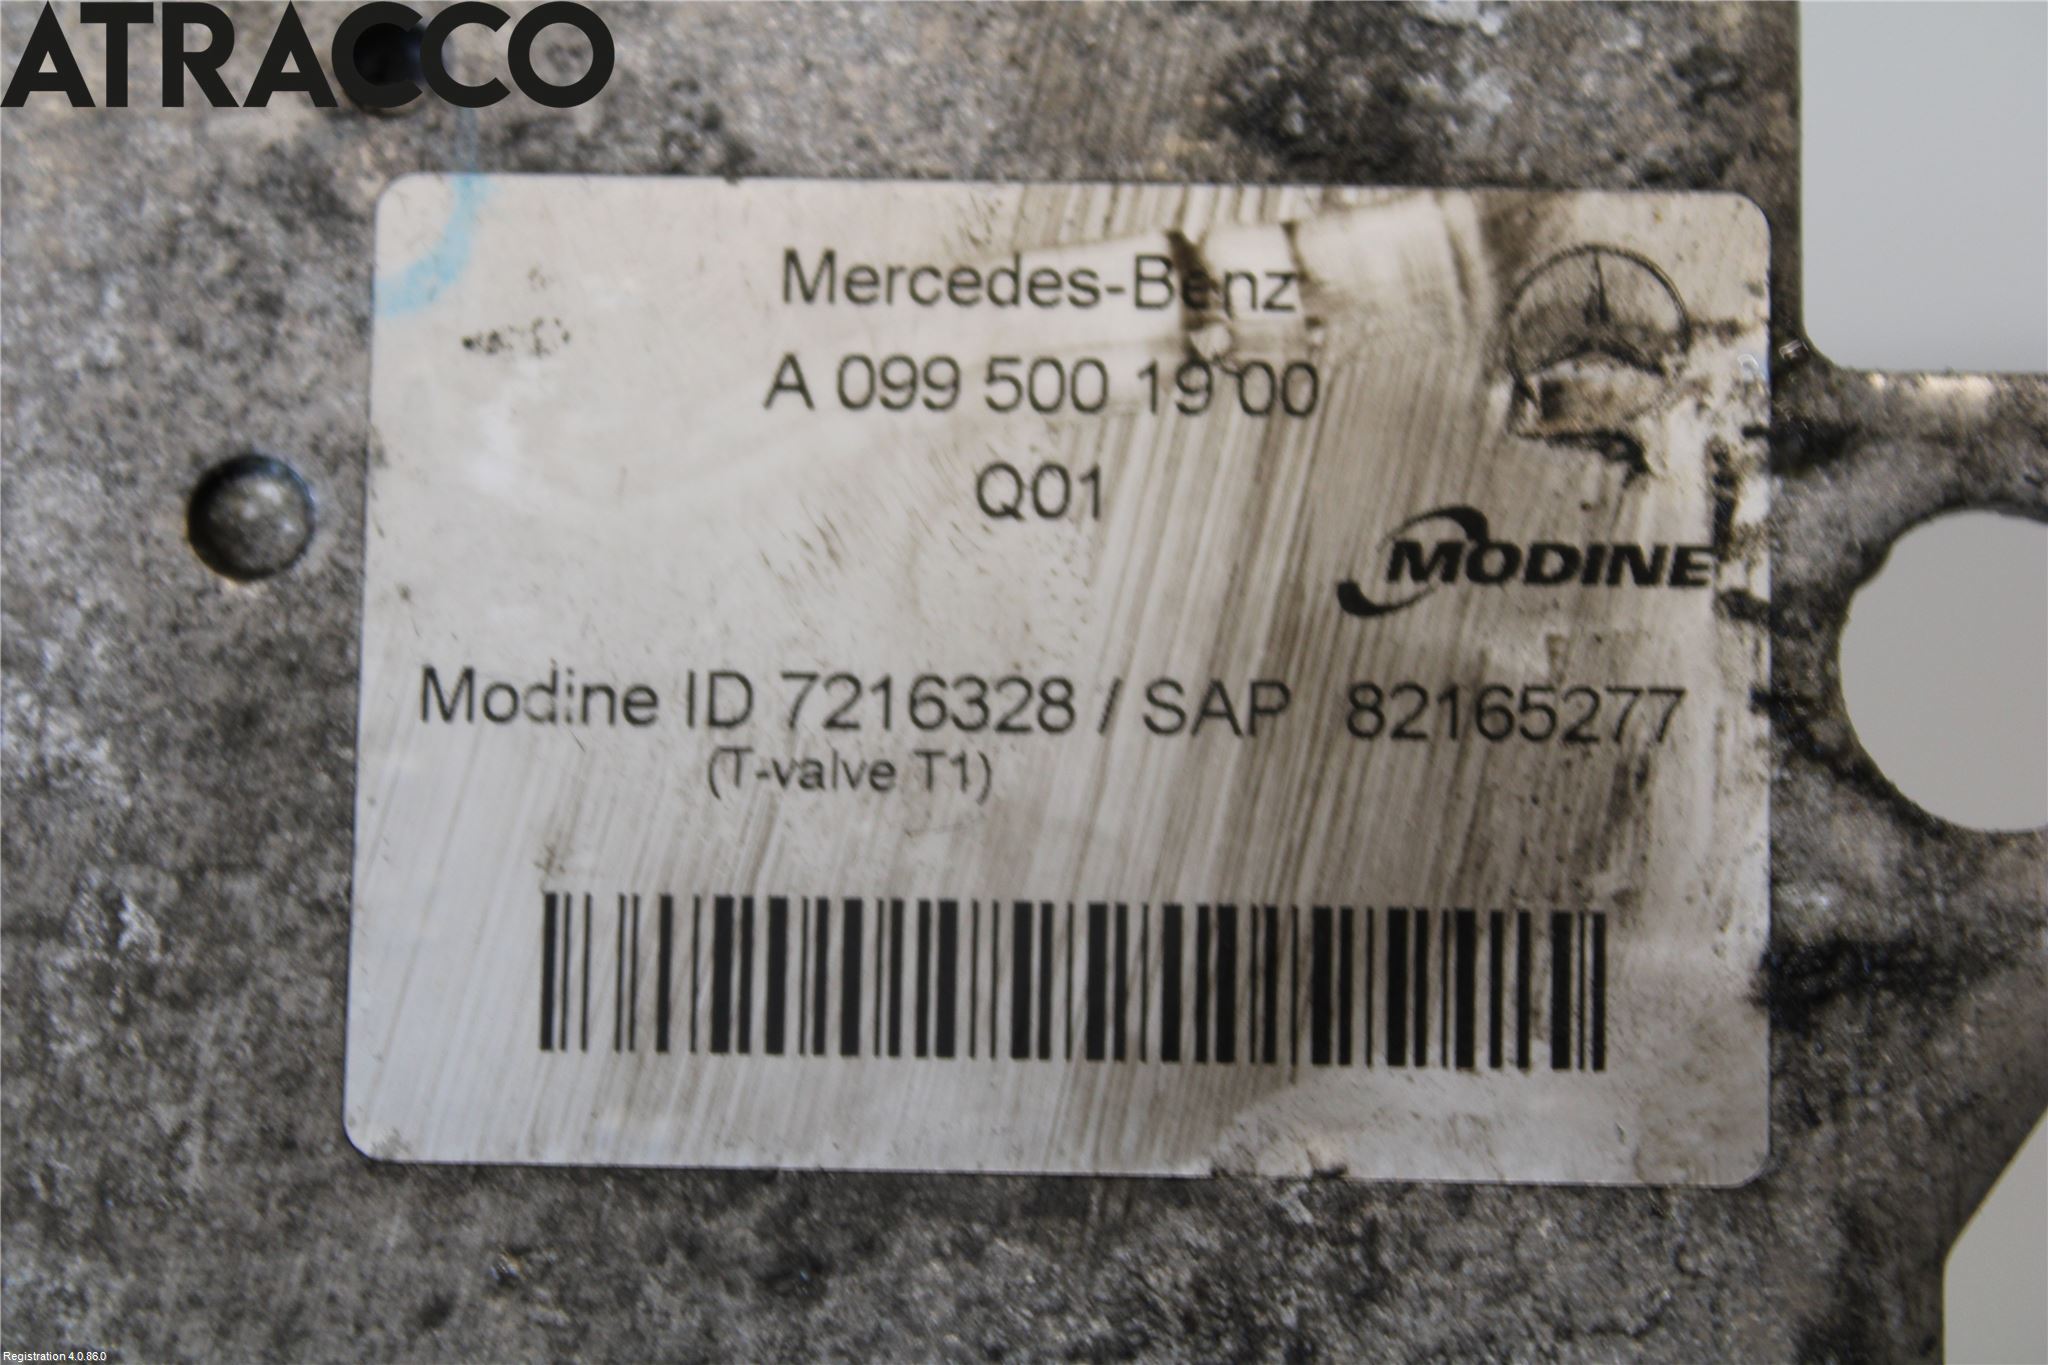 ATRACCO
Mercedes-Benz
A 099 500 19 00
Q01
MODINE
Modine ID 7216328 / SAP 82165277
(T-valve T1)
Registration 4.0.86.0